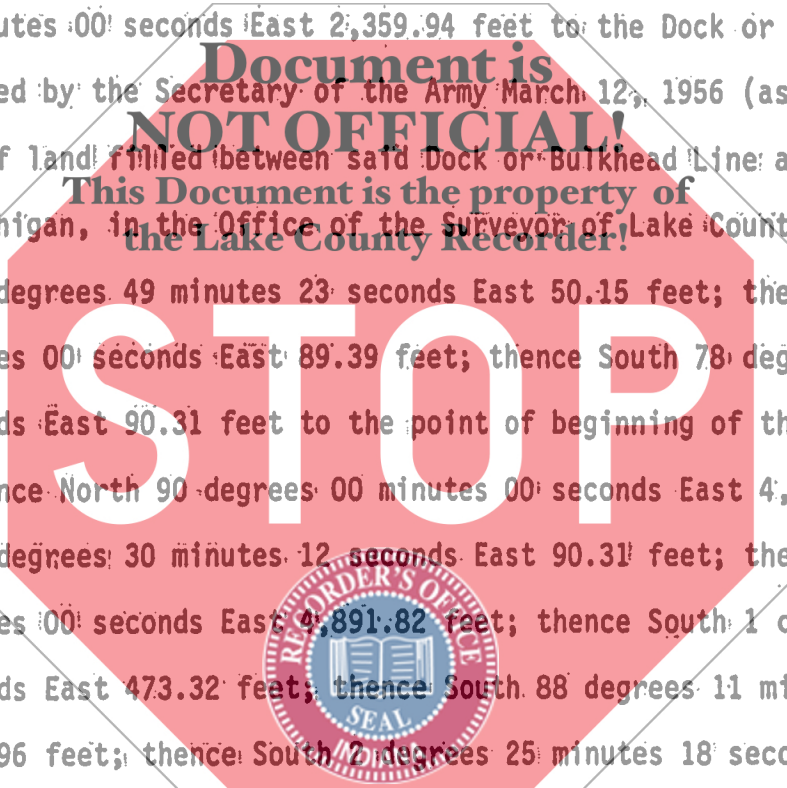 utes 00 seconds East 2,359.94 feet to the Dock or
Document is
ed by the Secretary of the Army March 12, 1956 (as
NOT OFFICIAL!
f land filled between said Dock or Bulkhead Line a
This Document is the property of
higan, in the Office of the Surveyor of Lake Count
the Lake County Recorder!
degrees 49 minutes 23 seconds East 50.15 feet; the
es 00 seconds East 89.39 feet; thence South 78 deg
STOP
ds East 90.31 feet to the point of beginning of th
nce North 90 degrees 00 minutes 00 seconds East 4,
degrees 30 minutes 12 seconds East 90.31 feet; the
RECORDER'S OFFICE
es 00 seconds East 4,891.82 feet; thence South 1 d
ds East 473.32 feet; thence South 88 degrees 11 mi
SEAL
INDIANA
96 feet; thence South 2 degrees 25 minutes 18 seco